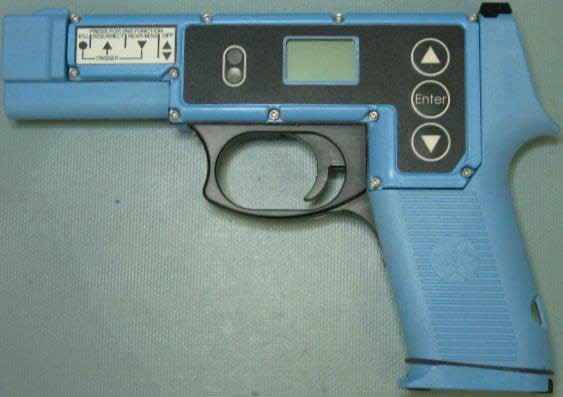 PRESS FOR 2ND FUNCTION
KILL RESURRECT NEAR MISS OFF
TRIGGER
Enter